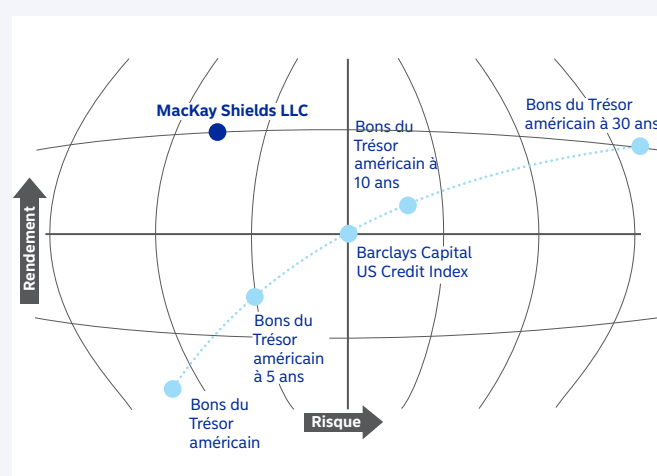 MacKay Shields LLC
Bons du Trésor
américain à 30 ans
Bons du
Trésor
américain à
10 ans
Rendement
Barclays Capital
US Credit Index
Bons du
Trésor
américain
à 5 ans
Bons du
Trésor
américain
Risque